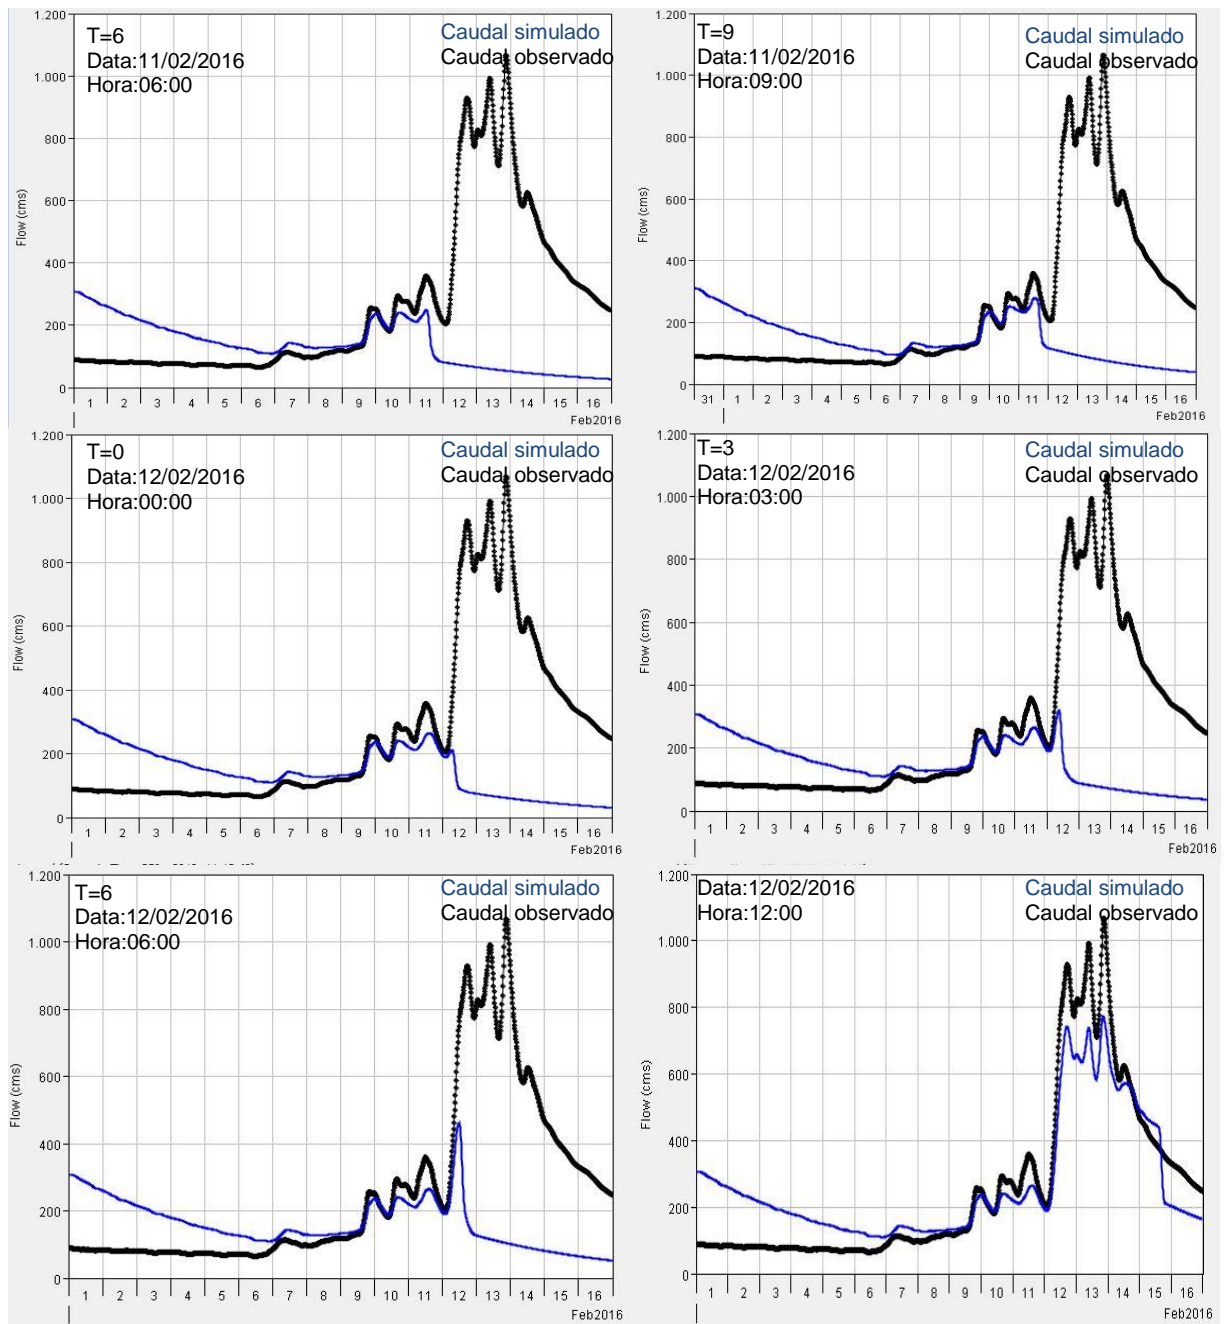 1.200
T=6
Data:11/02/2016
Hora:06:00
Caudal simulado
Caudal observado
1.000
800
600
400
200
0
Flow (cms)
1 2 3 4 5 6 7 8 9 10 11 12 13 14 15 16
Feb2016
1.200
T=9
Data:11/02/2016
Hora:09:00
Caudal simulado
Caudal observado
1.000
800
600
400
200
0
Flow (cms)
31 1 2 3 4 5 6 7 8 9 10 11 12 13 14 15 16
Feb2016
1.200
T=0
Data:12/02/2016
Hora:00:00
Caudal simulado
Caudal observado
1.000
800
600
400
200
0
Flow (cms)
1 2 3 4 5 6 7 8 9 10 11 12 13 14 15 16
Feb2016
1.200
T=3
Data:12/02/2016
Hora:03:00
Caudal simulado
Caudal observado
1.000
800
600
400
200
0
Flow (cms)
1 2 3 4 5 6 7 8 9 10 11 12 13 14 15 16
Feb2016
1.200
T=6
Data:12/02/2016
Hora:06:00
Caudal simulado
Caudal observado
1.000
800
600
400
200
0
Flow (cms)
1 2 3 4 5 6 7 8 9 10 11 12 13 14 15 16
Feb2016
1.200
Data:12/02/2016
Hora:12:00
Caudal simulado
Caudal observado
1.000
800
600
400
200
0
Flow (cms)
1 2 3 4 5 6 7 8 9 10 11 12 13 14 15 16
Feb2016